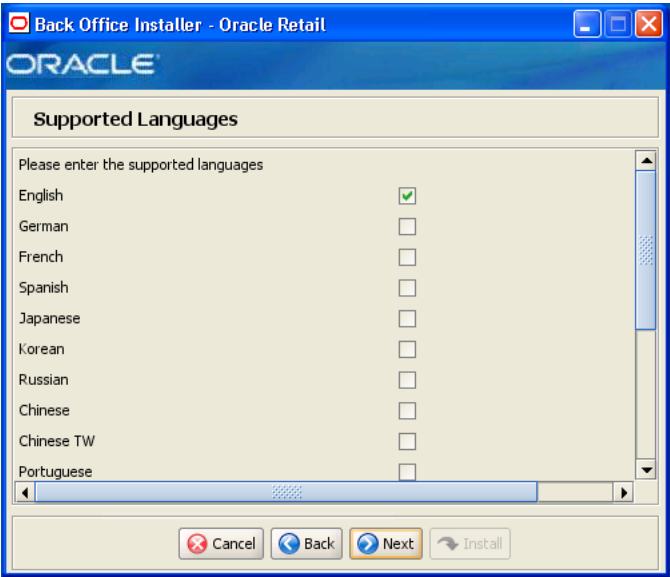 Back Office Installer - Oracle Retail
ORACLE
Supported Languages
Please enter the supported languages
English
German
French
Spanish
Japanese
Korean
Russian
Chinese
Chinese TW
Portuguese
Cancel Back Next Install